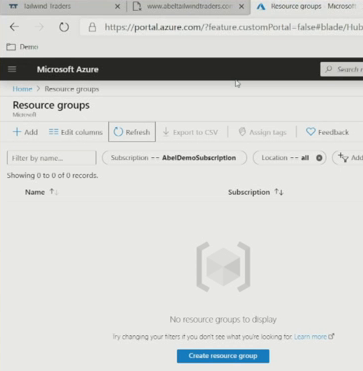 Tailwind Traders
www.abeltailwindtraders.com
Resource groups - Microsoft
https://portal.azure.com/?feature.customPortal=false#blade/Hub
Demo
Microsoft Azure
Search
Home > Resource groups
Resource groups
Microsoft
Add
Edit columns
Refresh
Export to CSV
Assign tags
Feedback
Filter by name...
Subscription == AbelDemoSubscription
Location == all
Add
Showing 0 to 0 of 0 records.
Name ↑↓
Subscription ↑↓
No resource groups to display
Try changing your filters if you don't see what you're looking for. Learn more
Create resource group